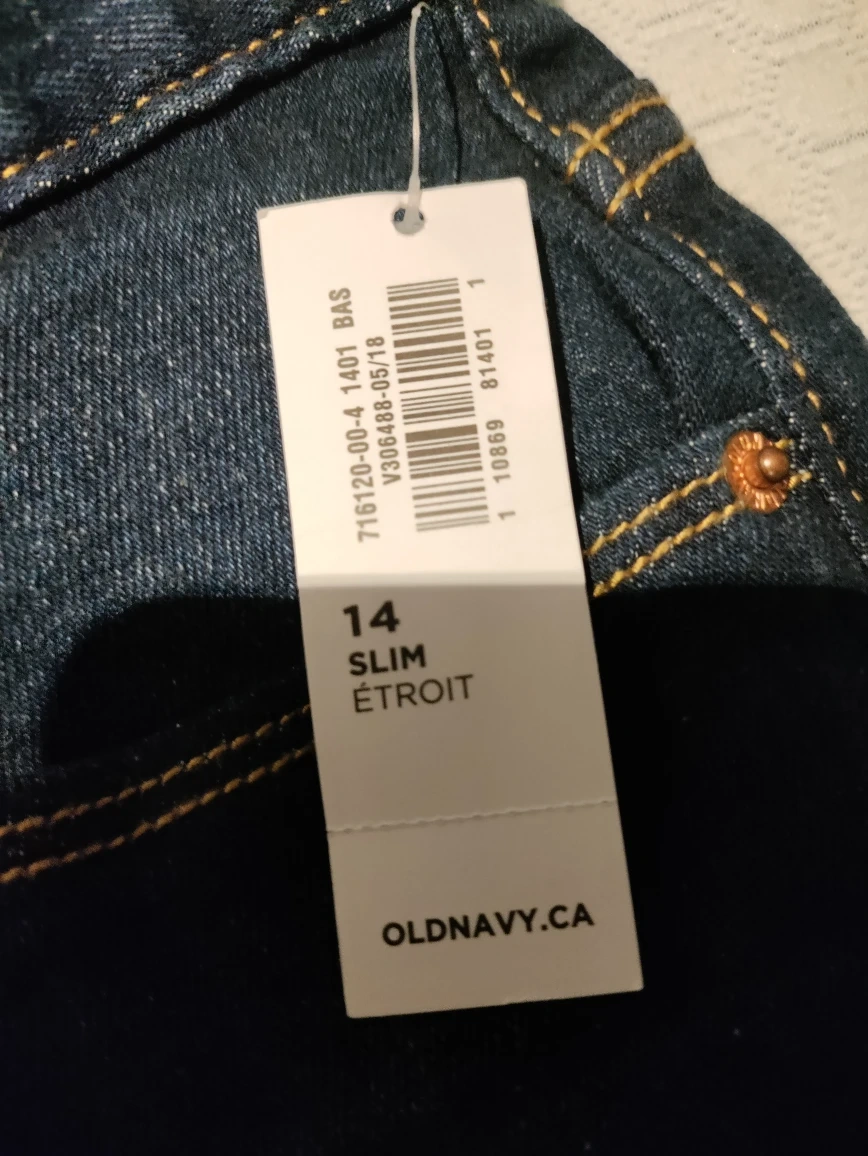 716120-00-4 1401 BAS
V306488-05/18
1 10869 81401 1
14
SLIM
ÉTROIT
OLDNAVY.CA